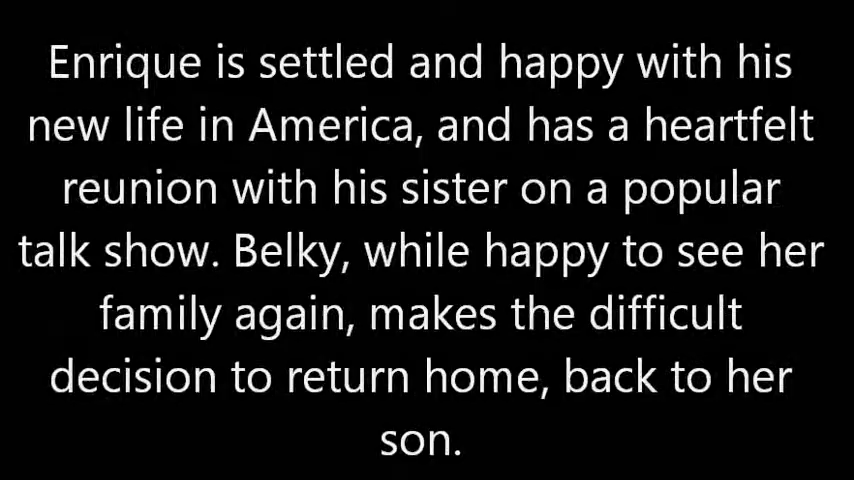 Enrique is settled and happy with his
new life in America, and has a heartfelt
reunion with his sister on a popular
talk show. Belky, while happy to see her
family again, makes the difficult
decision to return home, back to her
son.